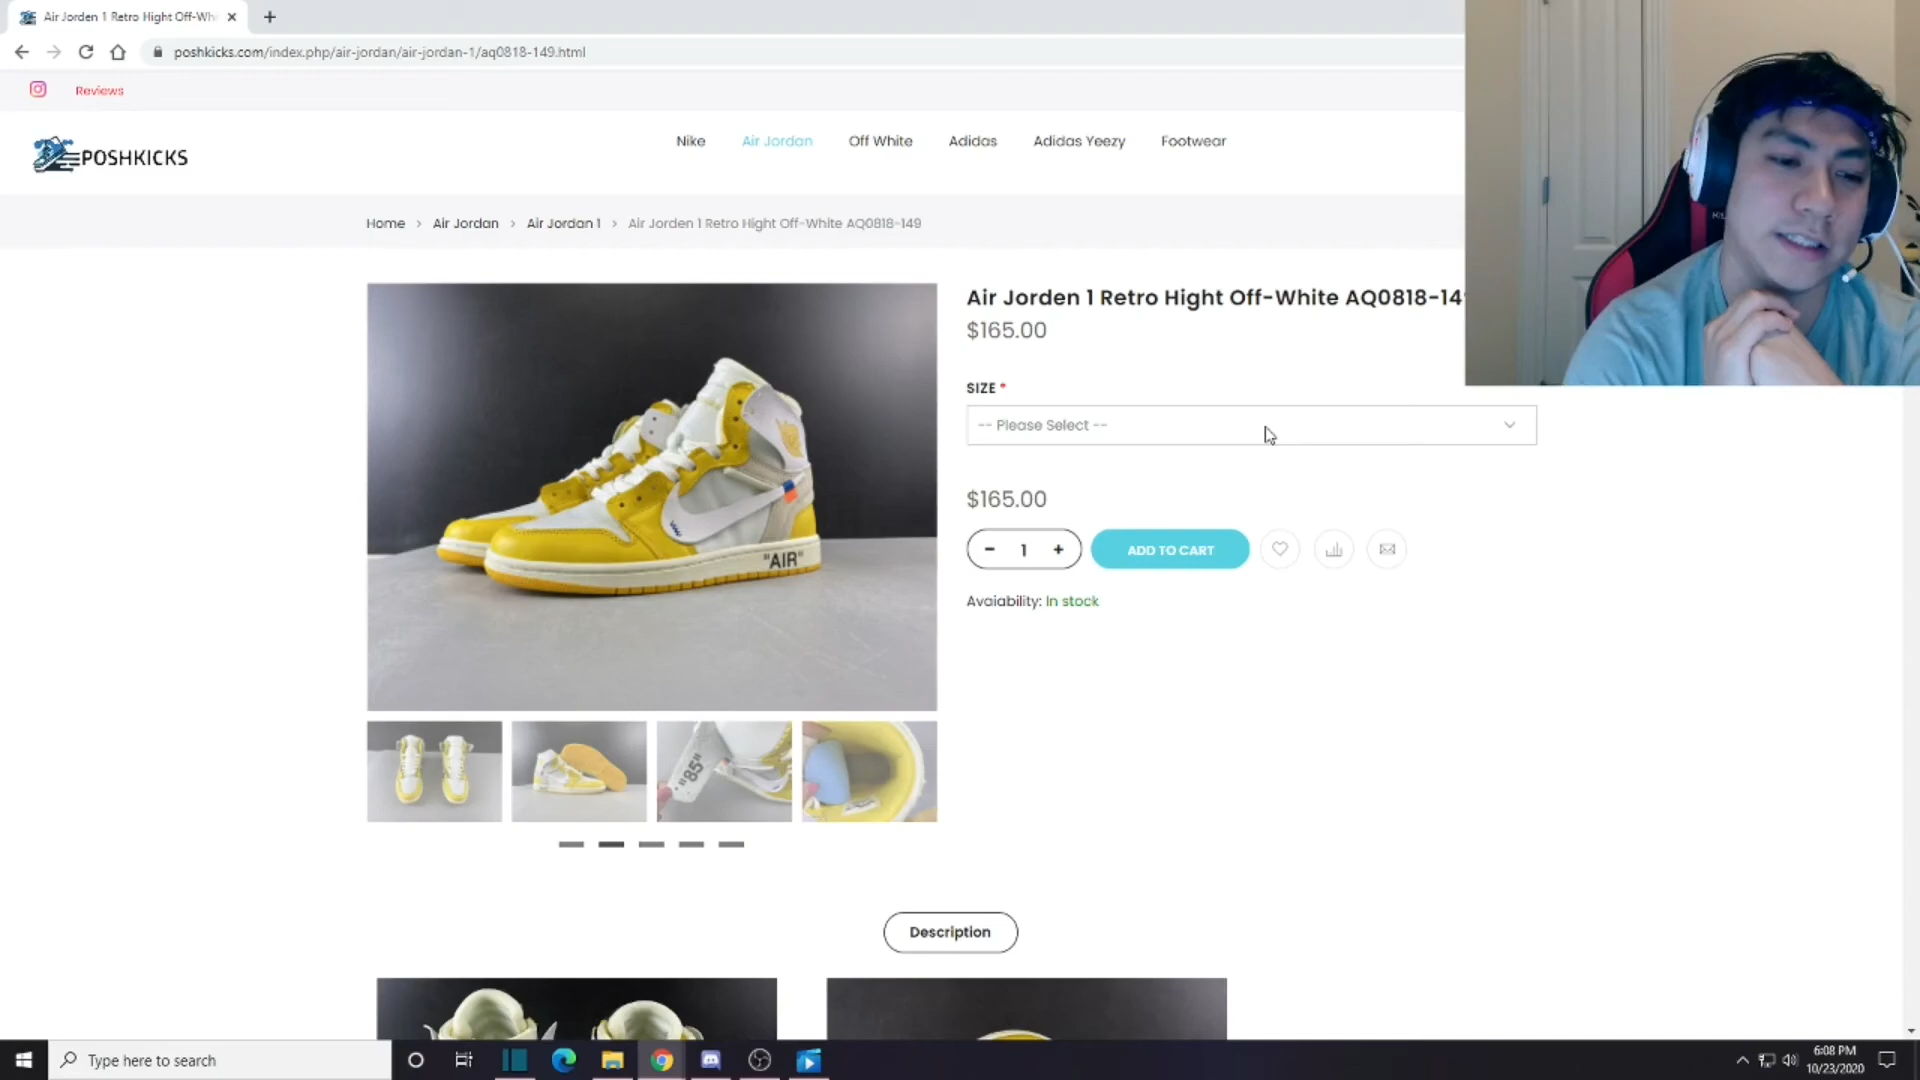 Air Jorden 1 Retro Hight Off-Wh
poshkicks.com/index.php/air-jordan/air-jordan-1/aq0818-149.html
Reviews
POSHKICKS
Nike Air Jordan Off White Adidas Adidas Yeezy Footwear
Home > Air Jordan > Air Jordan 1 > Air Jorden 1 Retro Hight Off-White AQ0818-149
Air Jorden 1 Retro Hight Off-White AQ0818-14
$165.00
SIZE *
-- Please Select --
$165.00
- 1 + ADD TO CART
Avaiability: In stock
"AIR"
"85"
Description
Type here to search
6:08 PM
10/23/2020